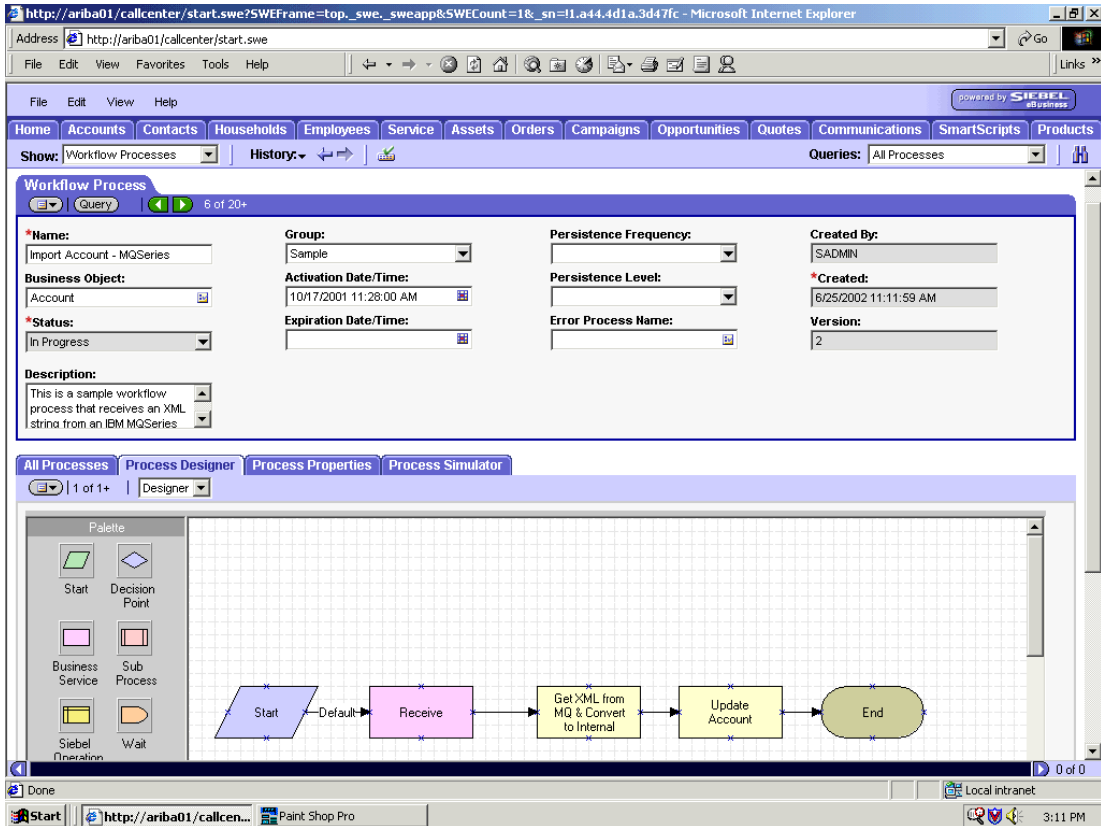 http://ariba01/callcenter/start.swe?SWEFrame=top._swe._sweapp&SWECount=1&_sn=!1.a44.4d1a.3d47fc - Microsoft Internet Explorer
Address http://ariba01/callcenter/start.swe Go
File Edit View Favorites Tools Help Links »
File Edit View Help powered by SIEBEL eBusiness
Home Accounts Contacts Households Employees Service Assets Orders Campaigns Opportunities Quotes Communications SmartScripts Products
Show: Workflow Processes History: Queries: All Processes
Workflow Process
Query 6 of 20+
*Name: Group: Persistence Frequency: Created By:
Import Account - MQSeries Sample SADMIN
Business Object: Activation Date/Time: Persistence Level: *Created:
Account 10/17/2001 11:28:00 AM 6/25/2002 11:11:59 AM
*Status: Expiration Date/Time: Error Process Name: Version:
In Progress 2
Description:
This is a sample workflow
process that receives an XML
string from an IBM MQSeries
All Processes Process Designer Process Properties Process Simulator
1 of 1+ Designer
Palette
Start Decision
Point
Business Sub
Service Process
Siebel Wait
Operation
Start Default Receive Get XML from
MQ & Convert
to Internal Update
Account End
0 of 0
Done Local intranet
Start http://ariba01/callcen... Paint Shop Pro 3:11 PM